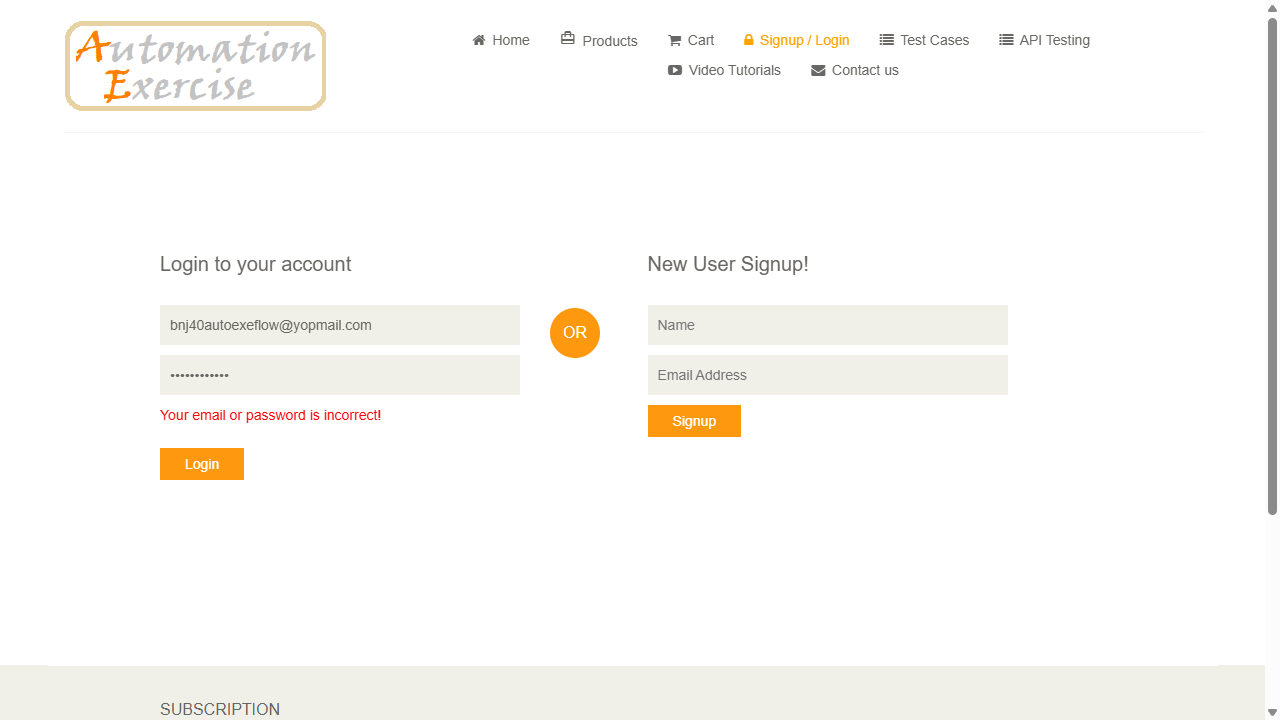 Automation
Exercise
Home
Products
Cart
Signup / Login
Test Cases
API Testing
Video Tutorials
Contact us
Login to your account
bnj40autoexeflow@yopmail.com
••••••••••••
Your email or password is incorrect!
Login
OR
New User Signup!
Name
Email Address
Signup
SUBSCRIPTION